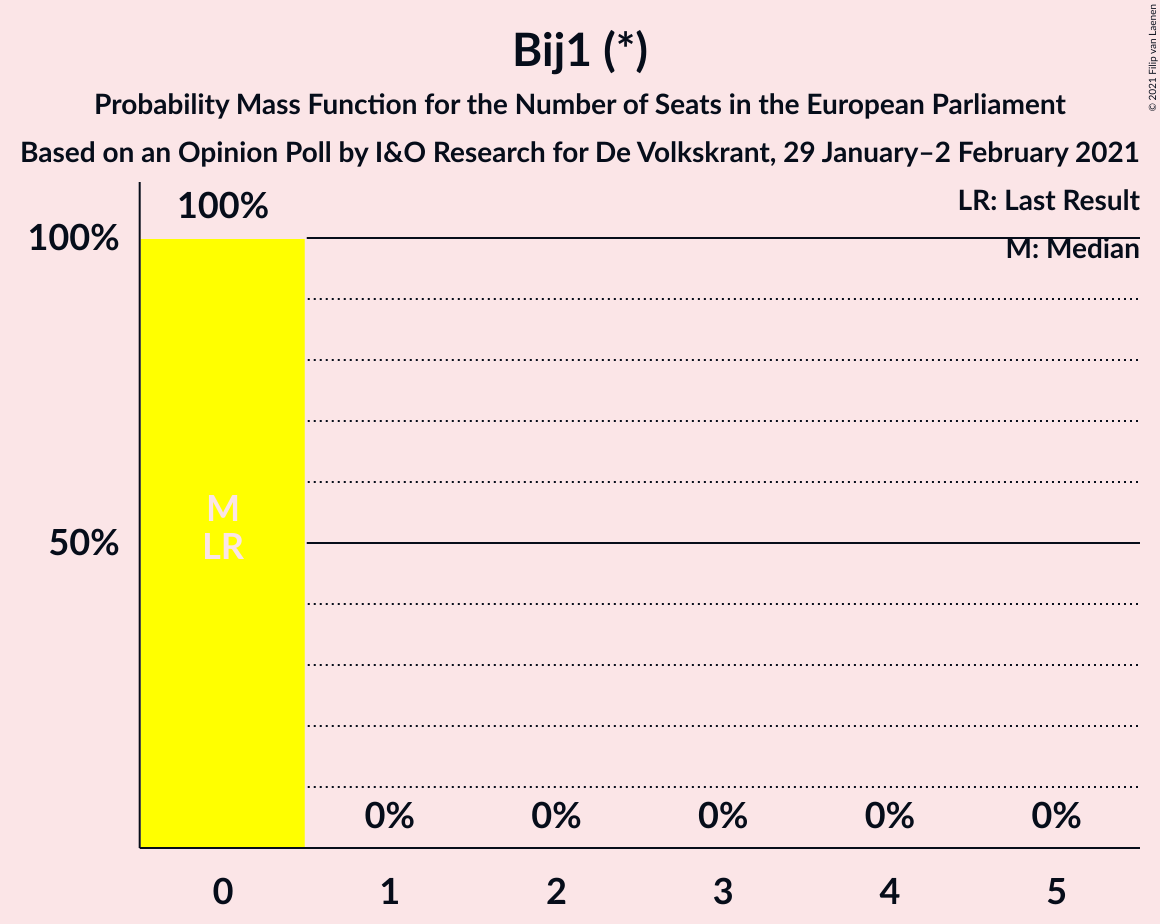 Bij1 (*)
Probability Mass Function for the Number of Seats in the European Parliament
Based on an Opinion Poll by I&O Research for De Volkskrant, 29 January–2 February 2021
© 2021 Filip van Laenen
LR: Last Result
M: Median
100%
100%
50%
M
LR
0% 0% 0% 0% 0%
0 1 2 3 4 5